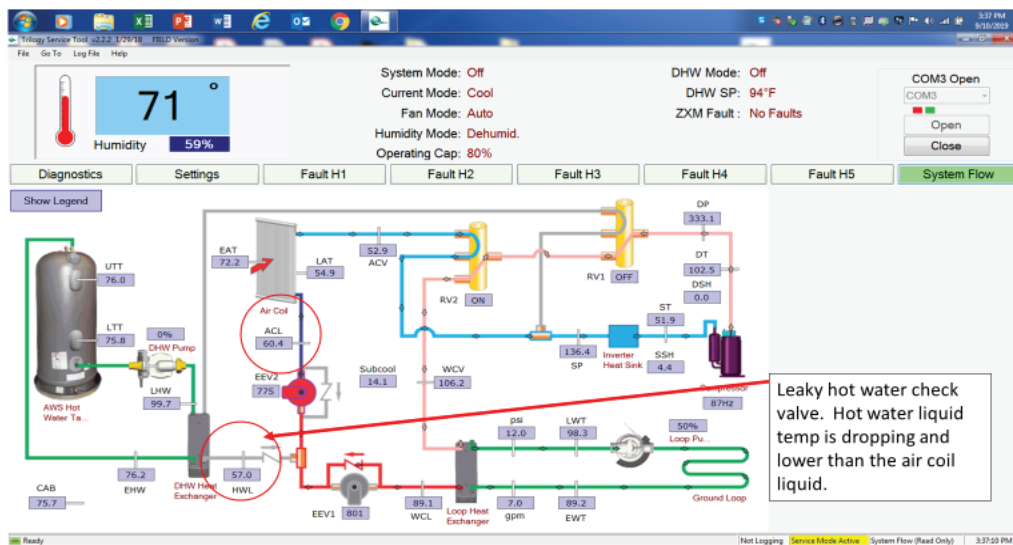 3:37 PM
9/10/2019
Trilogy Service Tool v2.2.2 1/29/18 FIELD Version
File Go To Log File Help
71 °
Humidity 59%
System Mode: Off
Current Mode: Cool
Fan Mode: Auto
Humidity Mode: Dehumid.
Operating Cap: 80%
DHW Mode: Off
DHW SP: 94°F
ZXM Fault : No Faults
COM3 Open
COM3
Open
Close
Diagnostics Settings Fault H1 Fault H2 Fault H3 Fault H4 Fault H5 System Flow
Show Legend
UTT
76.0
LTT
75.8
AWS Hot
Water Ta...
0%
DHW Pump
LHW
99.7
76.2
EHW
DHW Heat
Exchanger
57.0
HWL
CAB
75.7
EAT
72.2
LAT
54.9
Air Coil
ACL
60.4
EEV2
775
52.9
ACV
RV2 ON
RV1 OFF
DP
333.1
DT
102.5
DSH
0.0
ST
51.9
136.4
SP
Inverter
Heat Sink
SSH
4.4
Compressor
87H2
Subcool
14.1
WCV
106.2
psi
12.0
LWT
98.3
50%
Loop Pu...
Ground Loop
EEV1 801
89.1
WCL
Loop Heat
Exchanger
7.0
gpm
89.2
EWT
Leaky hot water check
valve. Hot water liquid
temp is dropping and
lower than the air coil
liquid.
Ready
Not Logging Service Mode Active System Flow (Read Only) 3:37:10 PM